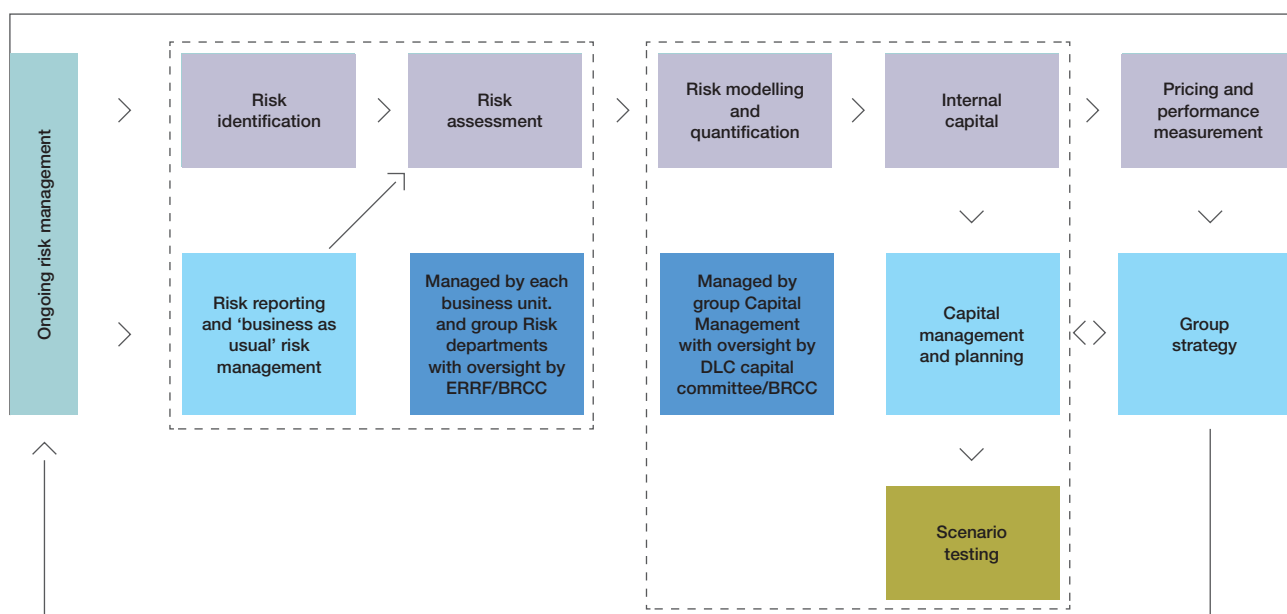 Ongoing risk management
Risk
identification
Risk
assessment
Risk modelling
and
quantification
Internal
capital
Pricing and
performance
measurement
Risk reporting
and ‘business as
usual’ risk
management
Managed by each
business unit.
and group Risk
departments
with oversight by
ERRF/BRCC
Managed by
group Capital
Management
with oversight by
DLC capital
committee/BRCC
Capital
management
and planning
Group
strategy
Scenario
testing